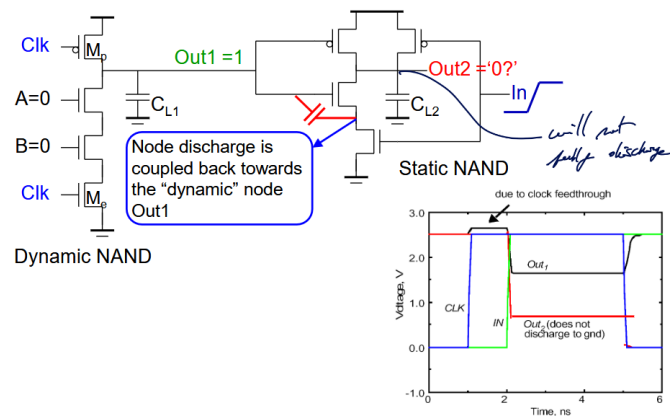 Clk
Mp
A=0
B=0
Clk
Me
Dynamic NAND
Out1 =1
CL1
Node discharge is
coupled back towards
the “dynamic” node
Out1
Out2 =‘0?’
CL2
In
Static NAND
will not
fully discharge
due to clock feedthrough
3.0
2.0
1.0
0.0
-1.0
Voltage, V
CLK
IN
Out1
Out2 (does not
discharge to gnd)
0
2
4
6
Time, ns